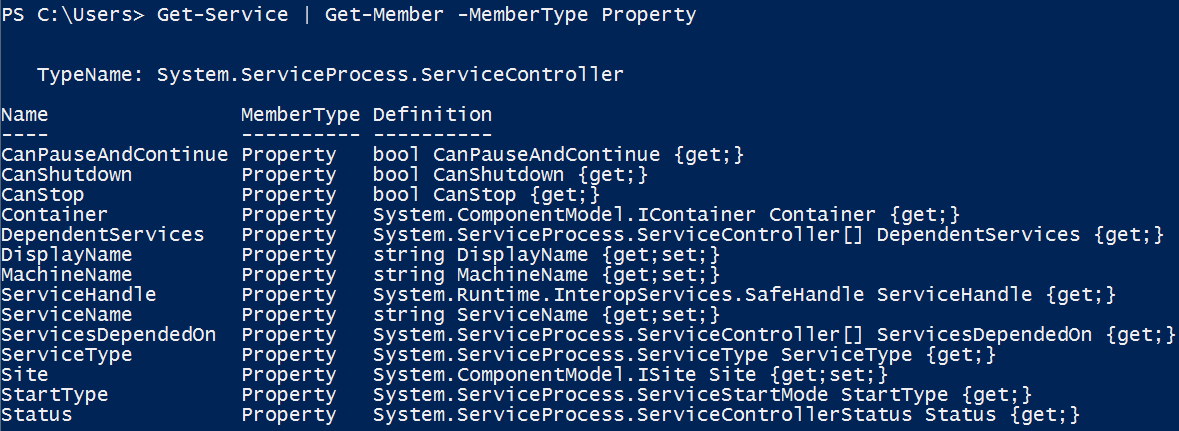 PS C:\Users> Get-Service | Get-Member -MemberType Property
TypeName: System.ServiceProcess.ServiceController
Name MemberType Definition
---- ---------- ----------
CanPauseAndContinue Property bool CanPauseAndContinue {get;}
CanShutdown Property bool CanShutdown {get;}
CanStop Property bool CanStop {get;}
Container Property System.ComponentModel.IContainer Container {get;}
DependentServices Property System.ServiceProcess.ServiceController[] DependentServices {get;}
DisplayName Property string DisplayName {get;set;}
MachineName Property string MachineName {get;set;}
ServiceHandle Property System.Runtime.InteropServices.SafeHandle ServiceHandle {get;}
ServiceName Property string ServiceName {get;set;}
ServicesDependedOn Property System.ServiceProcess.ServiceController[] ServicesDependedOn {get;}
ServiceType Property System.ServiceProcess.ServiceType ServiceType {get;}
Site Property System.ComponentModel.ISite Site {get;set;}
StartType Property System.ServiceProcess.ServiceStartMode StartType {get;}
Status Property System.ServiceProcess.ServiceControllerStatus Status {get;}